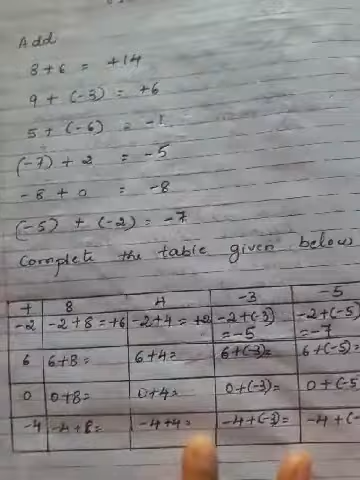 Add
8+6 = +14
9 + (-3) = +6
5 + (-6) = -1
(-7) + 2 = -5
-8 + 0 = -8
(-5) + (-2) = -7
Complete the table given below
+ 8 4 -3 -5
-2 -2+8=+6 -2+4=+2 -2+(-3) =-5 -2+(-5) =-7
6 6+8= 6+4= 6+(-3)= 6+(-5)=
0 0+8= 0+4= 0+(-3)= 0+(-5
-4 -4+8= -4+4= -4+(-3)= -4+(-